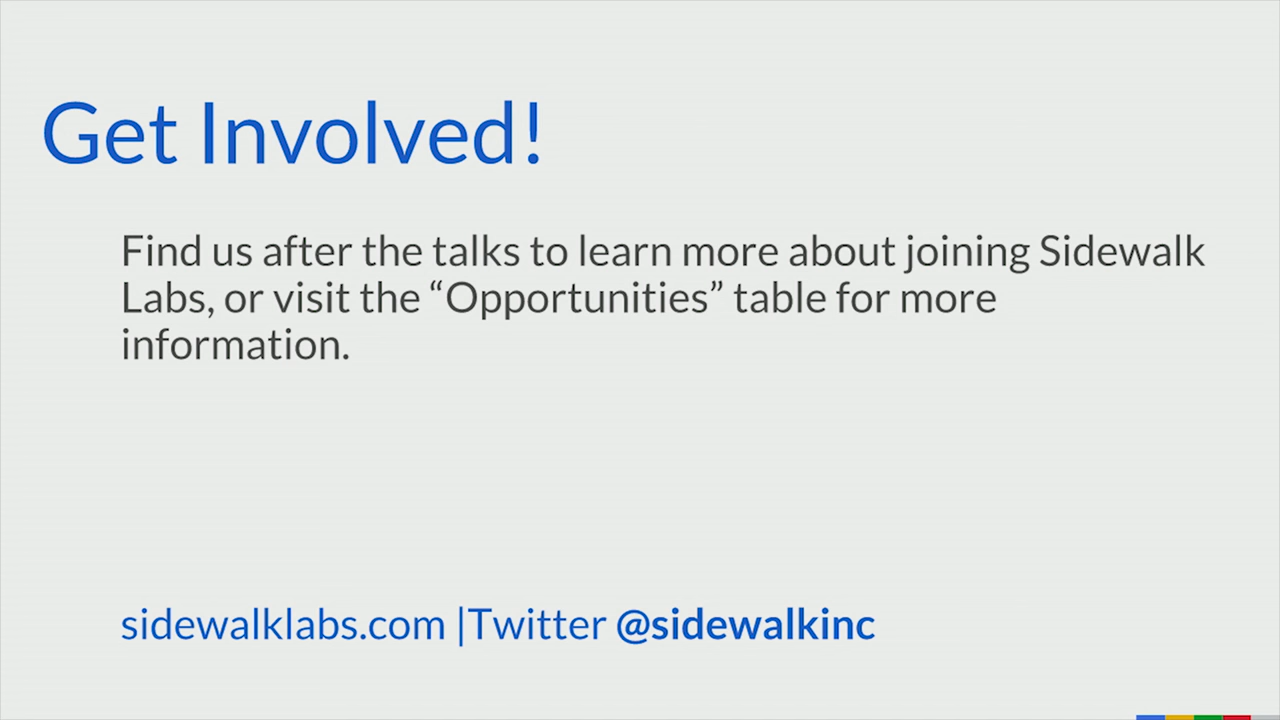 Get Involved!
Find us after the talks to learn more about joining Sidewalk
Labs, or visit the “Opportunities” table for more
information.
sidewalklabs.com |Twitter @sidewalkinc